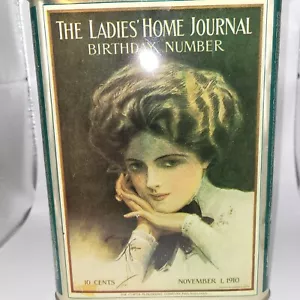 THE LADIES' HOME JOURNAL
BIRTHDAY NUMBER
10 CENTS
NOVEMBER 1, 1910